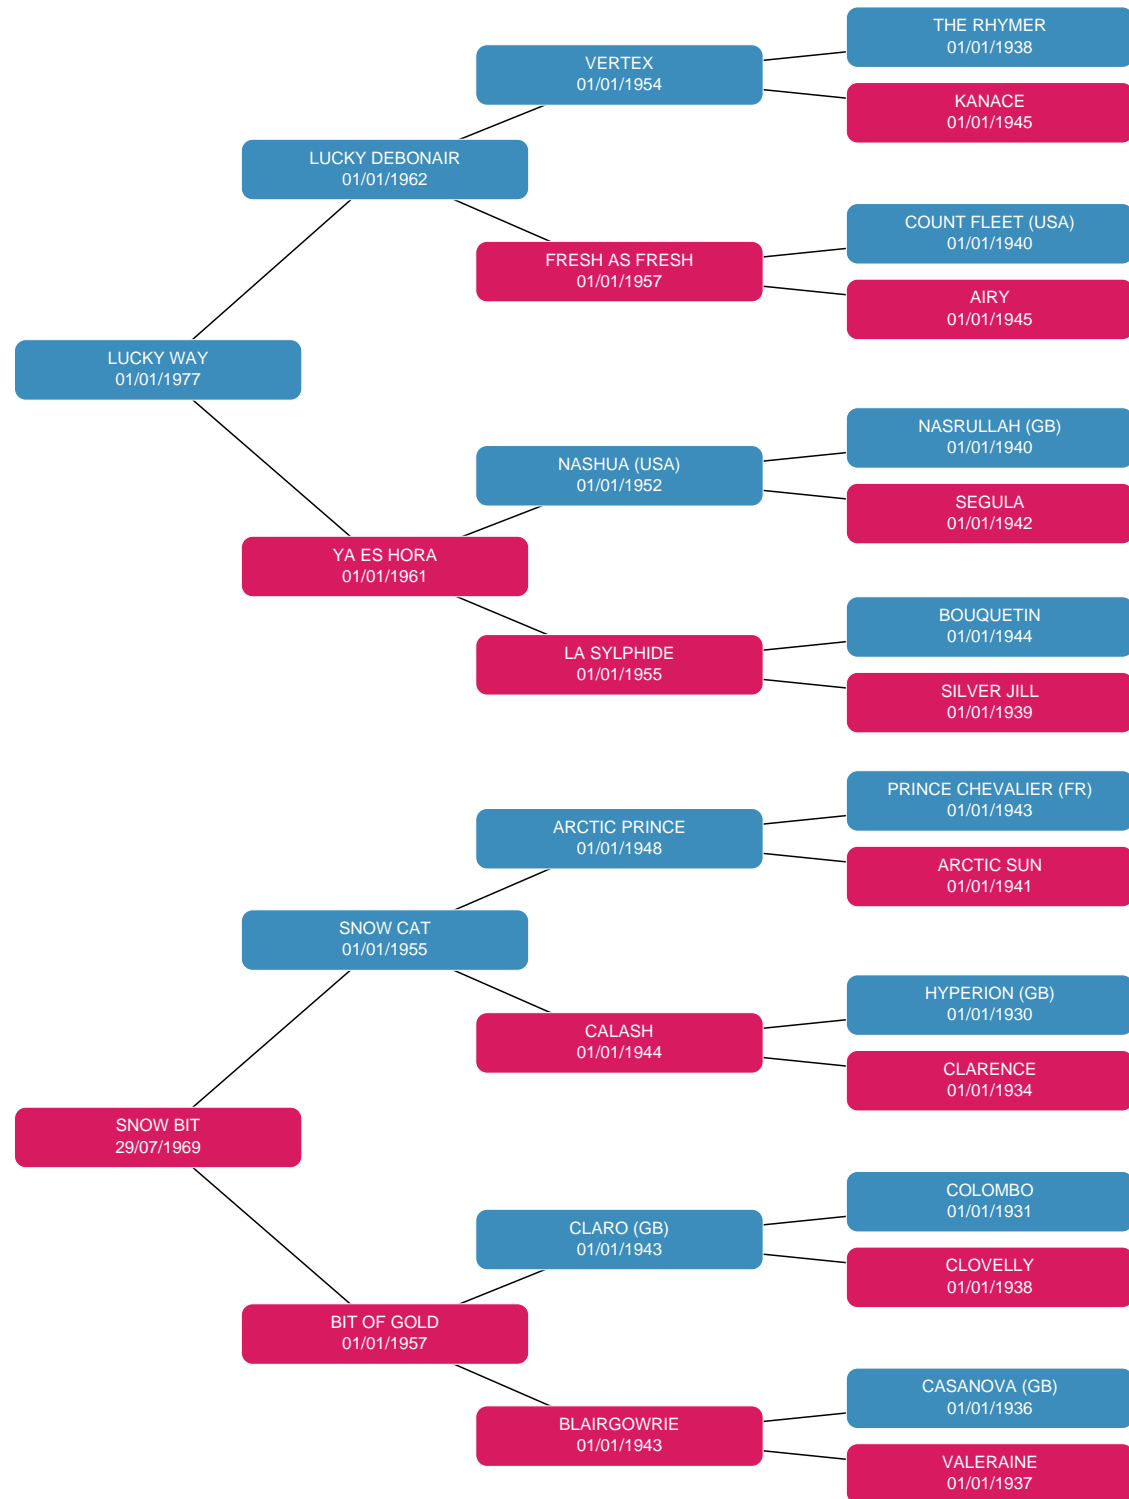 THE RHYMER
01/01/1938
VERTEX
01/01/1954
KANACE
01/01/1945
LUCKY DEBONAIR
01/01/1962
COUNT FLEET (USA)
01/01/1940
FRESH AS FRESH
01/01/1957
AIRY
01/01/1945
LUCKY WAY
01/01/1977
NASRULLAH (GB)
01/01/1940
NASHUA (USA)
01/01/1952
SEGULA
01/01/1942
YA ES HORA
01/01/1961
BOUQUETIN
01/01/1944
LA SYLPHIDE
01/01/1955
SILVER JILL
01/01/1939
PRINCE CHEVALIER (FR)
01/01/1943
ARCTIC PRINCE
01/01/1948
ARCTIC SUN
01/01/1941
SNOW CAT
01/01/1955
HYPERION (GB)
01/01/1930
CALASH
01/01/1944
CLARENCE
01/01/1934
SNOW BIT
29/07/1969
COLOMBO
01/01/1931
CLARO (GB)
01/01/1943
CLOVELLY
01/01/1938
BIT OF GOLD
01/01/1957
CASANOVA (GB)
01/01/1936
BLAIRGOWRIE
01/01/1943
VALERAINE
01/01/1937